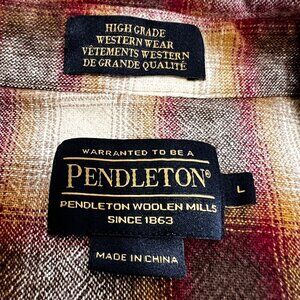 HIGH GRADE
WESTERN WEAR
VÊTEMENTS WESTERN
DE GRANDE QUALITÉ
WARRANTED TO BE A
PENDLETON®
PENDLETON WOOLEN MILLS
SINCE 1863
L
MADE IN CHINA